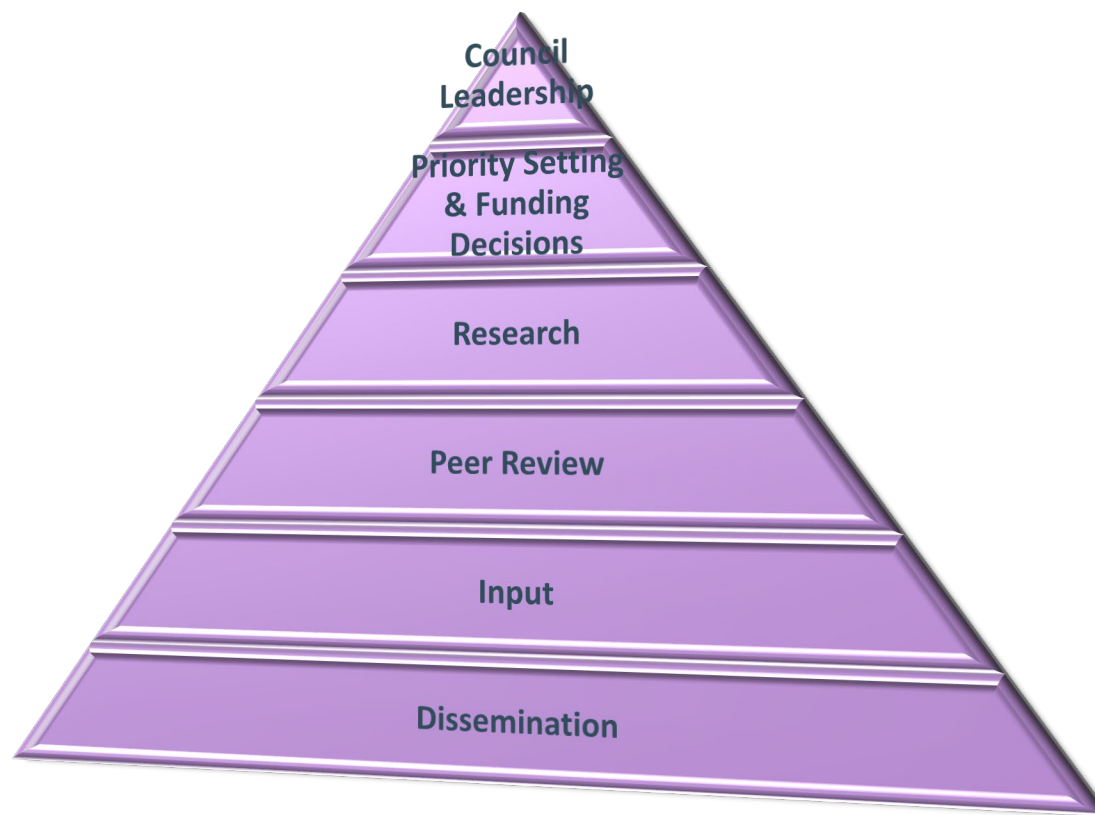 Council
Leadership
Priority Setting
& Funding
Decisions
Research
Peer Review
Input
Dissemination